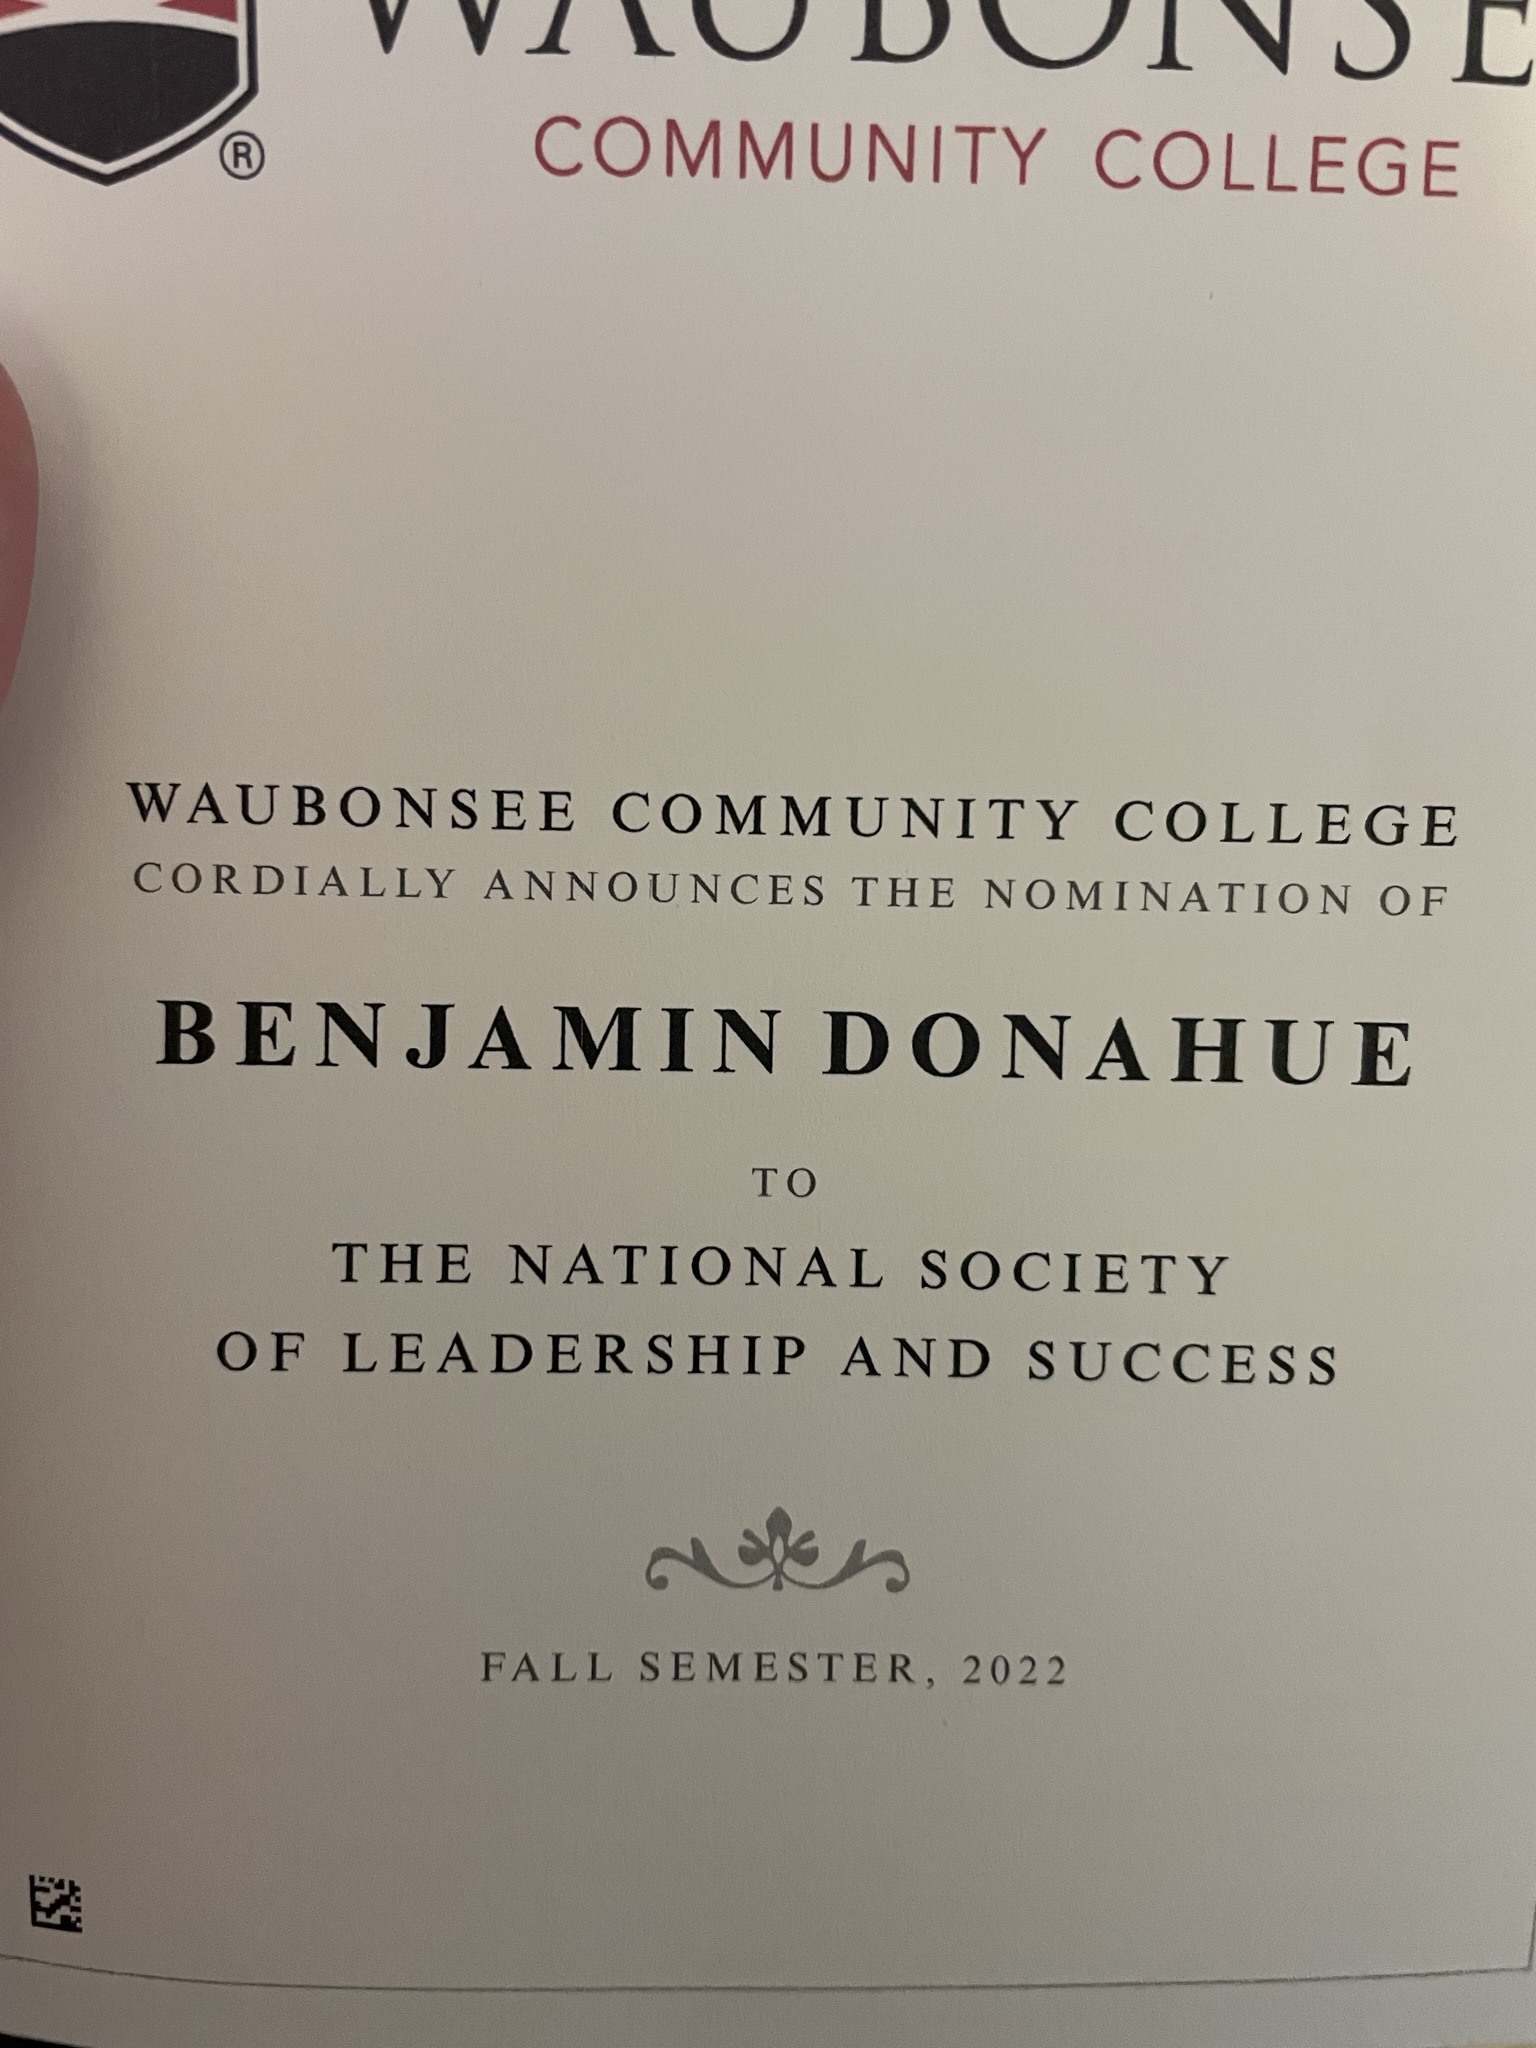 WAUBONSE
COMMUNITY COLLEGE
®
WAUBONSEE COMMUNITY COLLEGE
CORDIALLY ANNOUNCES THE NOMINATION OF
BENJAMIN DONAHUE
TO
THE NATIONAL SOCIETY
OF LEADERSHIP AND SUCCESS
FALL SEMESTER, 2022